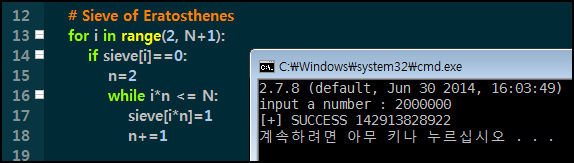 12 # Sieve of Eratosthenes
13 for i in range(2, N+1):
14 if sieve[i]==0:
15 n=2
16 while i*n <= N:
17 sieve[i*n]=1
18 n+=1
19
C:￦Windows￦system32￦cmd.exe
2.7.8 (default, Jun 30 2014, 16:03:49)
input a number : 2000000
[+] SUCCESS 142913828922
계속하려면 아무 키나 누르십시오 . . .